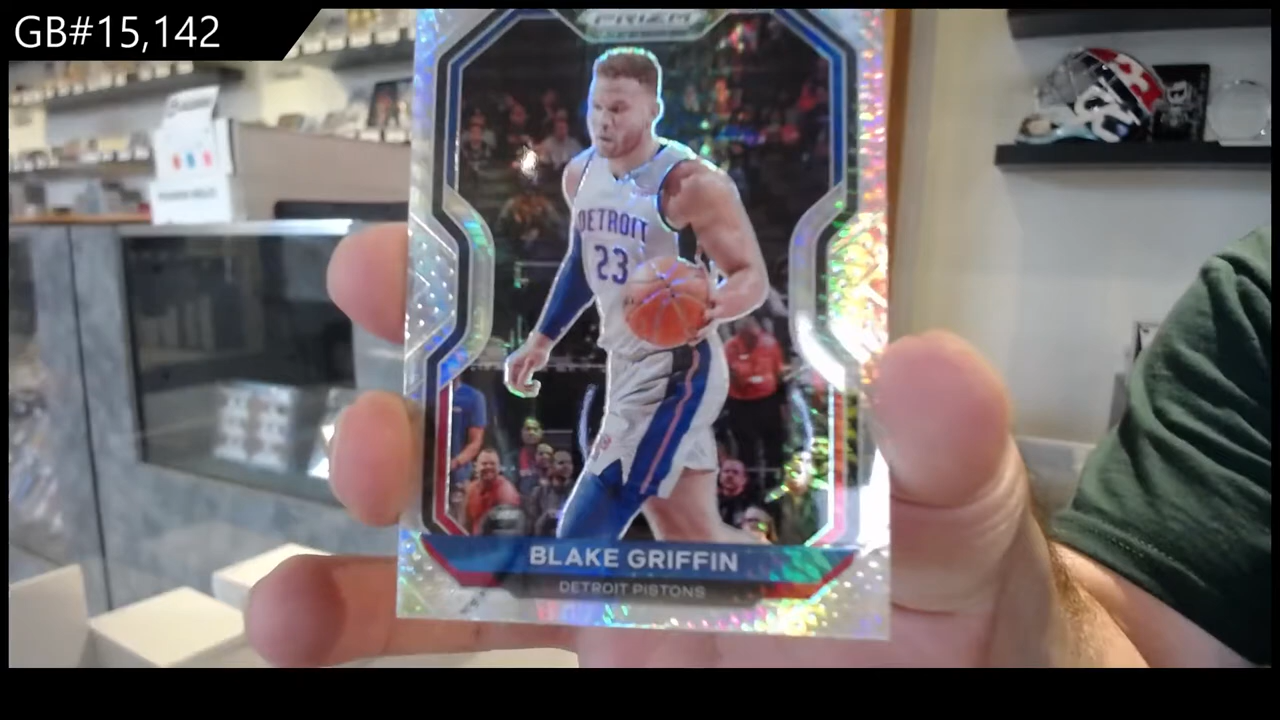 GB#15,142
PRIZM
DETROIT
23
BLAKE GRIFFIN
DETROIT PISTONS